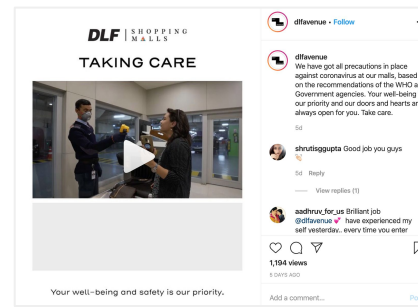 DLF SHOPPING
MALLS
TAKING CARE
Your well-being and safety is our priority.
dlfavenue • Follow
dlfavenue
We have got all precautions in place
against coronavirus at our malls, based
on the recommendations of the WHO a
Government agencies. Your well-being
our priority and our doors and hearts ar
always open for you. Take care.
5d
shrutisggupta Good job you guys
👏🏻
5d Reply
View replies (1)
aadhruv_for_us Brilliant job
@dlfavenue 💕 have experienced my
self yesterday.. every time you enter
1,194 views
5 DAYS AGO
Add a comment...